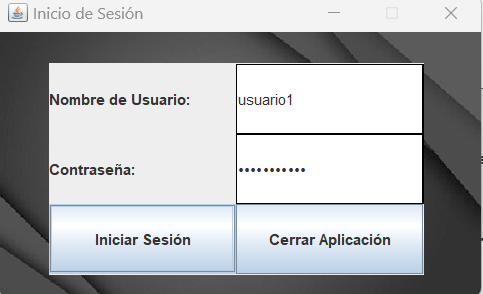 Inicio de Sesión
Nombre de Usuario: usuario1
Contraseña: •••••••••••
Iniciar Sesión Cerrar Aplicación